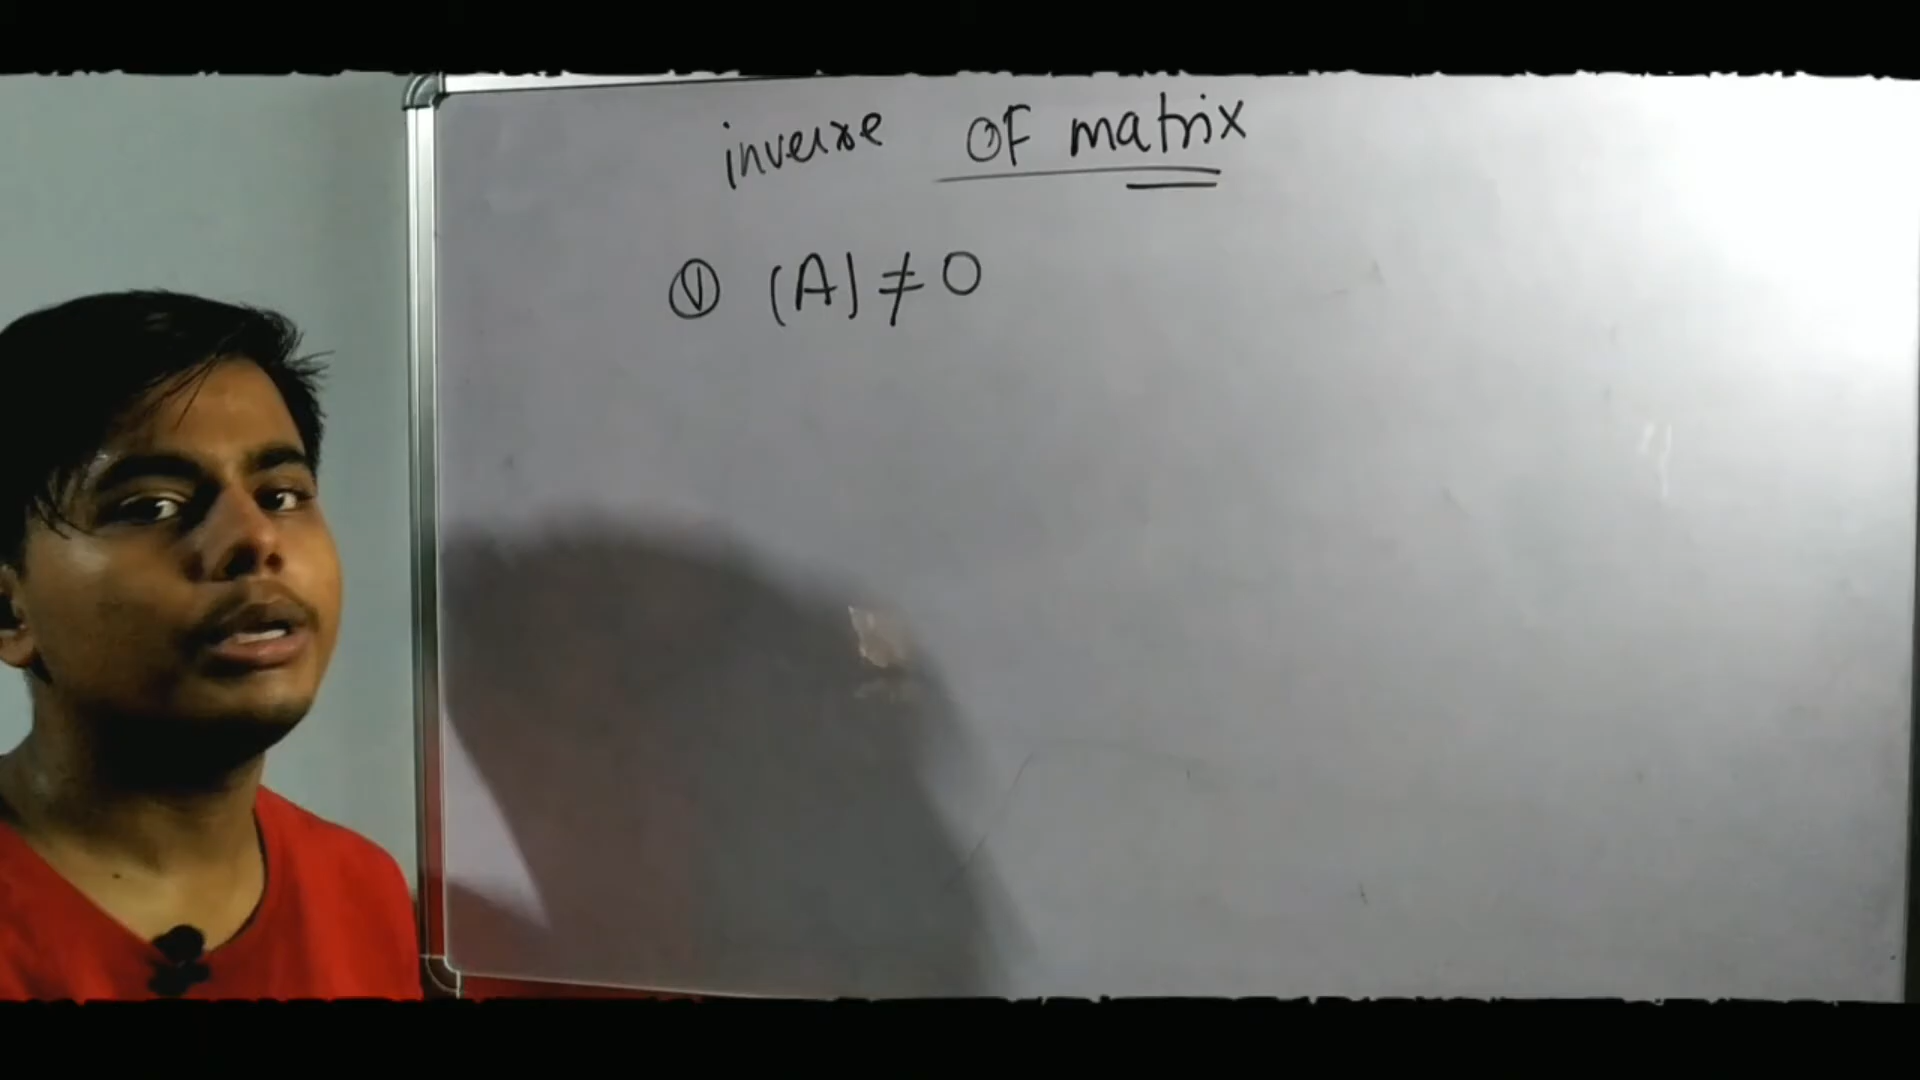 inverse OF matrix
① |A| ≠ 0